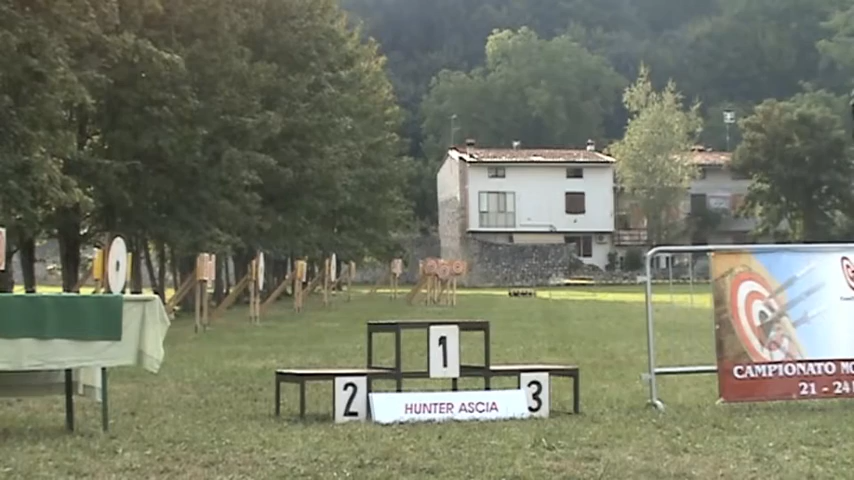 1
2
3
HUNTER ASCIA
CAMPIONATO MO
21 - 24